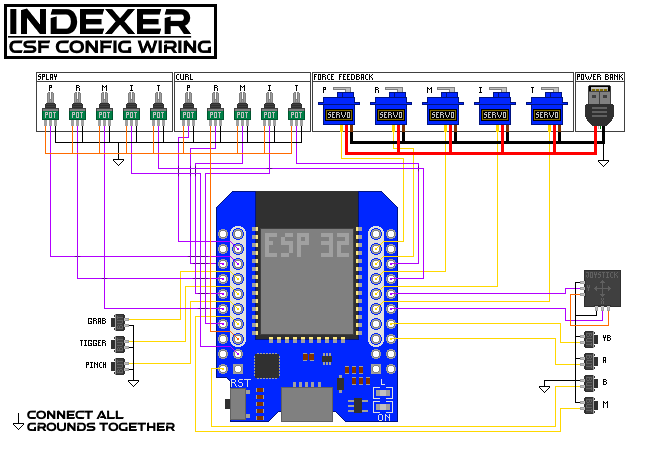 INDEXER
CSF CONFIG WIRING
SPLAY CURL FORCE FEEDBACK POWER BANK
P R M I T P R M I T P R M I T
POT POT POT POT POT POT POT POT POT POT SERVO SERVO SERVO SERVO SERVO
ESP 32
JOYSTICK
X
Y
GRAB
TIGGER
PINCH
YB
A
B
M
RST
L
ON
CONNECT ALL
GROUNDS TOGETHER